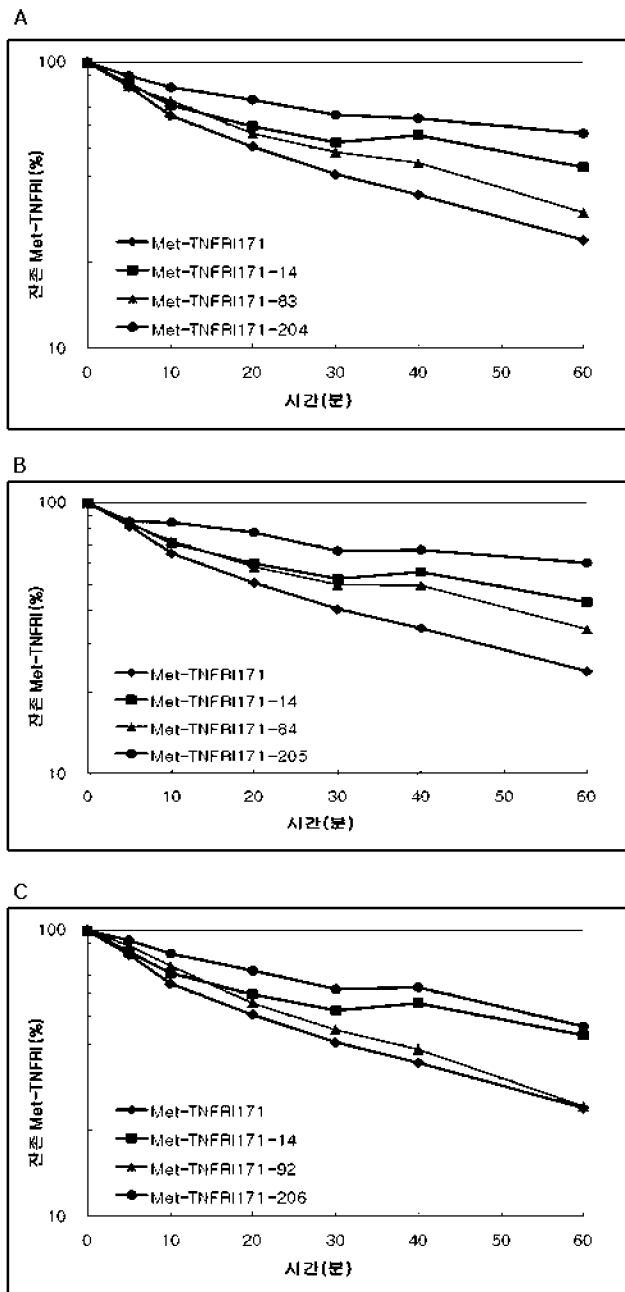 A
100
10
잔존 Met-TNFRI(%)
Met-TNFRI171
Met-TNFRI171-14
Met-TNFRI171-83
Met-TNFRI171-204
0 10 20 30 40 50 60
시간(분)
B
100
10
잔존 Met-TNFRI(%)
Met-TNFRI171
Met-TNFRI171-14
Met-TNFRI171-84
Met-TNFRI171-205
0 10 20 30 40 50 60
시간(분)
C
100
10
잔존 Met-TNFRI(%)
Met-TNFRI171
Met-TNFRI171-14
Met-TNFRI171-92
Met-TNFRI171-206
0 10 20 30 40 50 60
시간(분)